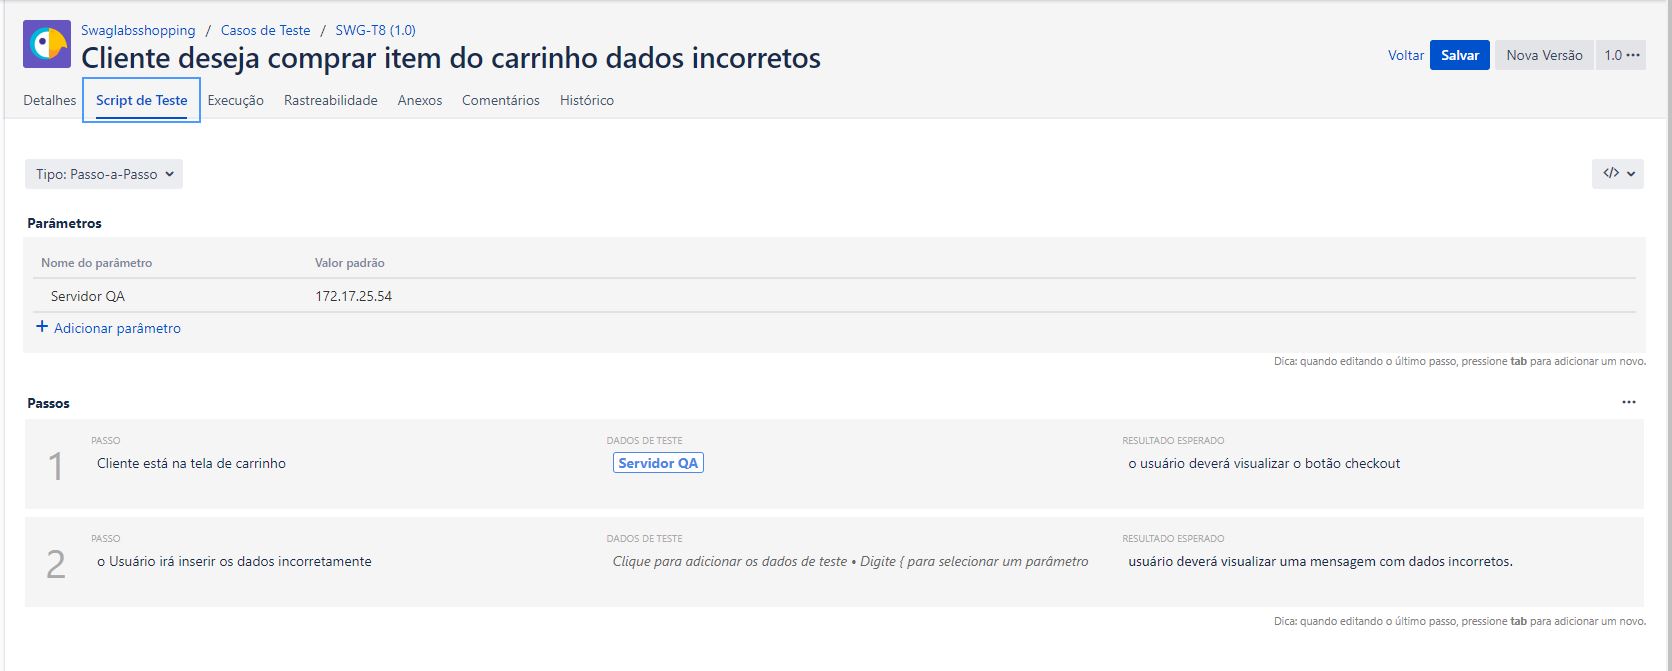 Swaglabsshopping / Casos de Teste / SWG-T8 (1.0)
Cliente deseja comprar item do carrinho dados incorretos
Voltar Salvar Nova Versão 1.0
Detalhes Script de Teste Execução Rastreabilidade Anexos Comentários Histórico
Tipo: Passo-a-Passo
</>
Parâmetros
Nome do parâmetro Valor padrão
Servidor QA 172.17.25.54
+ Adicionar parâmetro
Dica: quando editando o último passo, pressione tab para adicionar um novo.
Passos
PASSO DADOS DE TESTE RESULTADO ESPERADO
1 Cliente está na tela de carrinho Servidor QA o usuário deverá visualizar o botão checkout
PASSO DADOS DE TESTE RESULTADO ESPERADO
2 o Usuário irá inserir os dados incorretamente Clique para adicionar os dados de teste • Digite { para selecionar um parâmetro usuário deverá visualizar uma mensagem com dados incorretos.
Dica: quando editando o último passo, pressione tab para adicionar um novo.